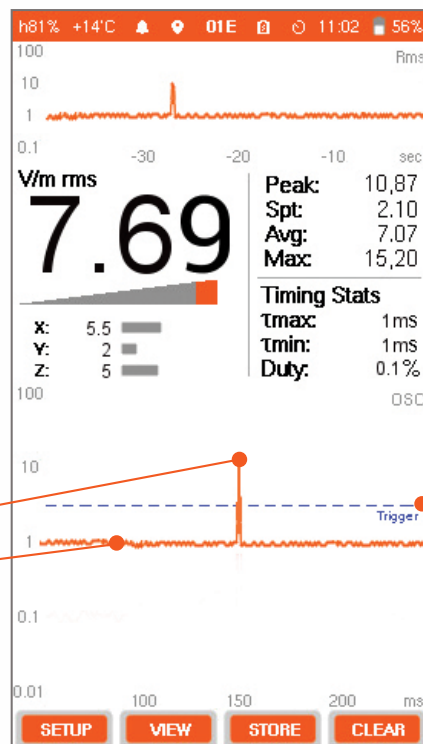 h81% +14'C 01E 11:02 56%
100 Rms
10
1
0.1 -30 -20 -10 sec
V/m rms
7.69
Peak: 10,87
Spt: 2.10
Avg: 7.07
Max: 15,20
Timing Stats
τmax: 1ms
τmin: 1ms
Duty: 0.1%
X: 5.5
Y: 2
Z: 5
100 OSC
10
Trigger
1
0.1
0.01 100 150 200 ms
SETUP VIEW STORE CLEAR